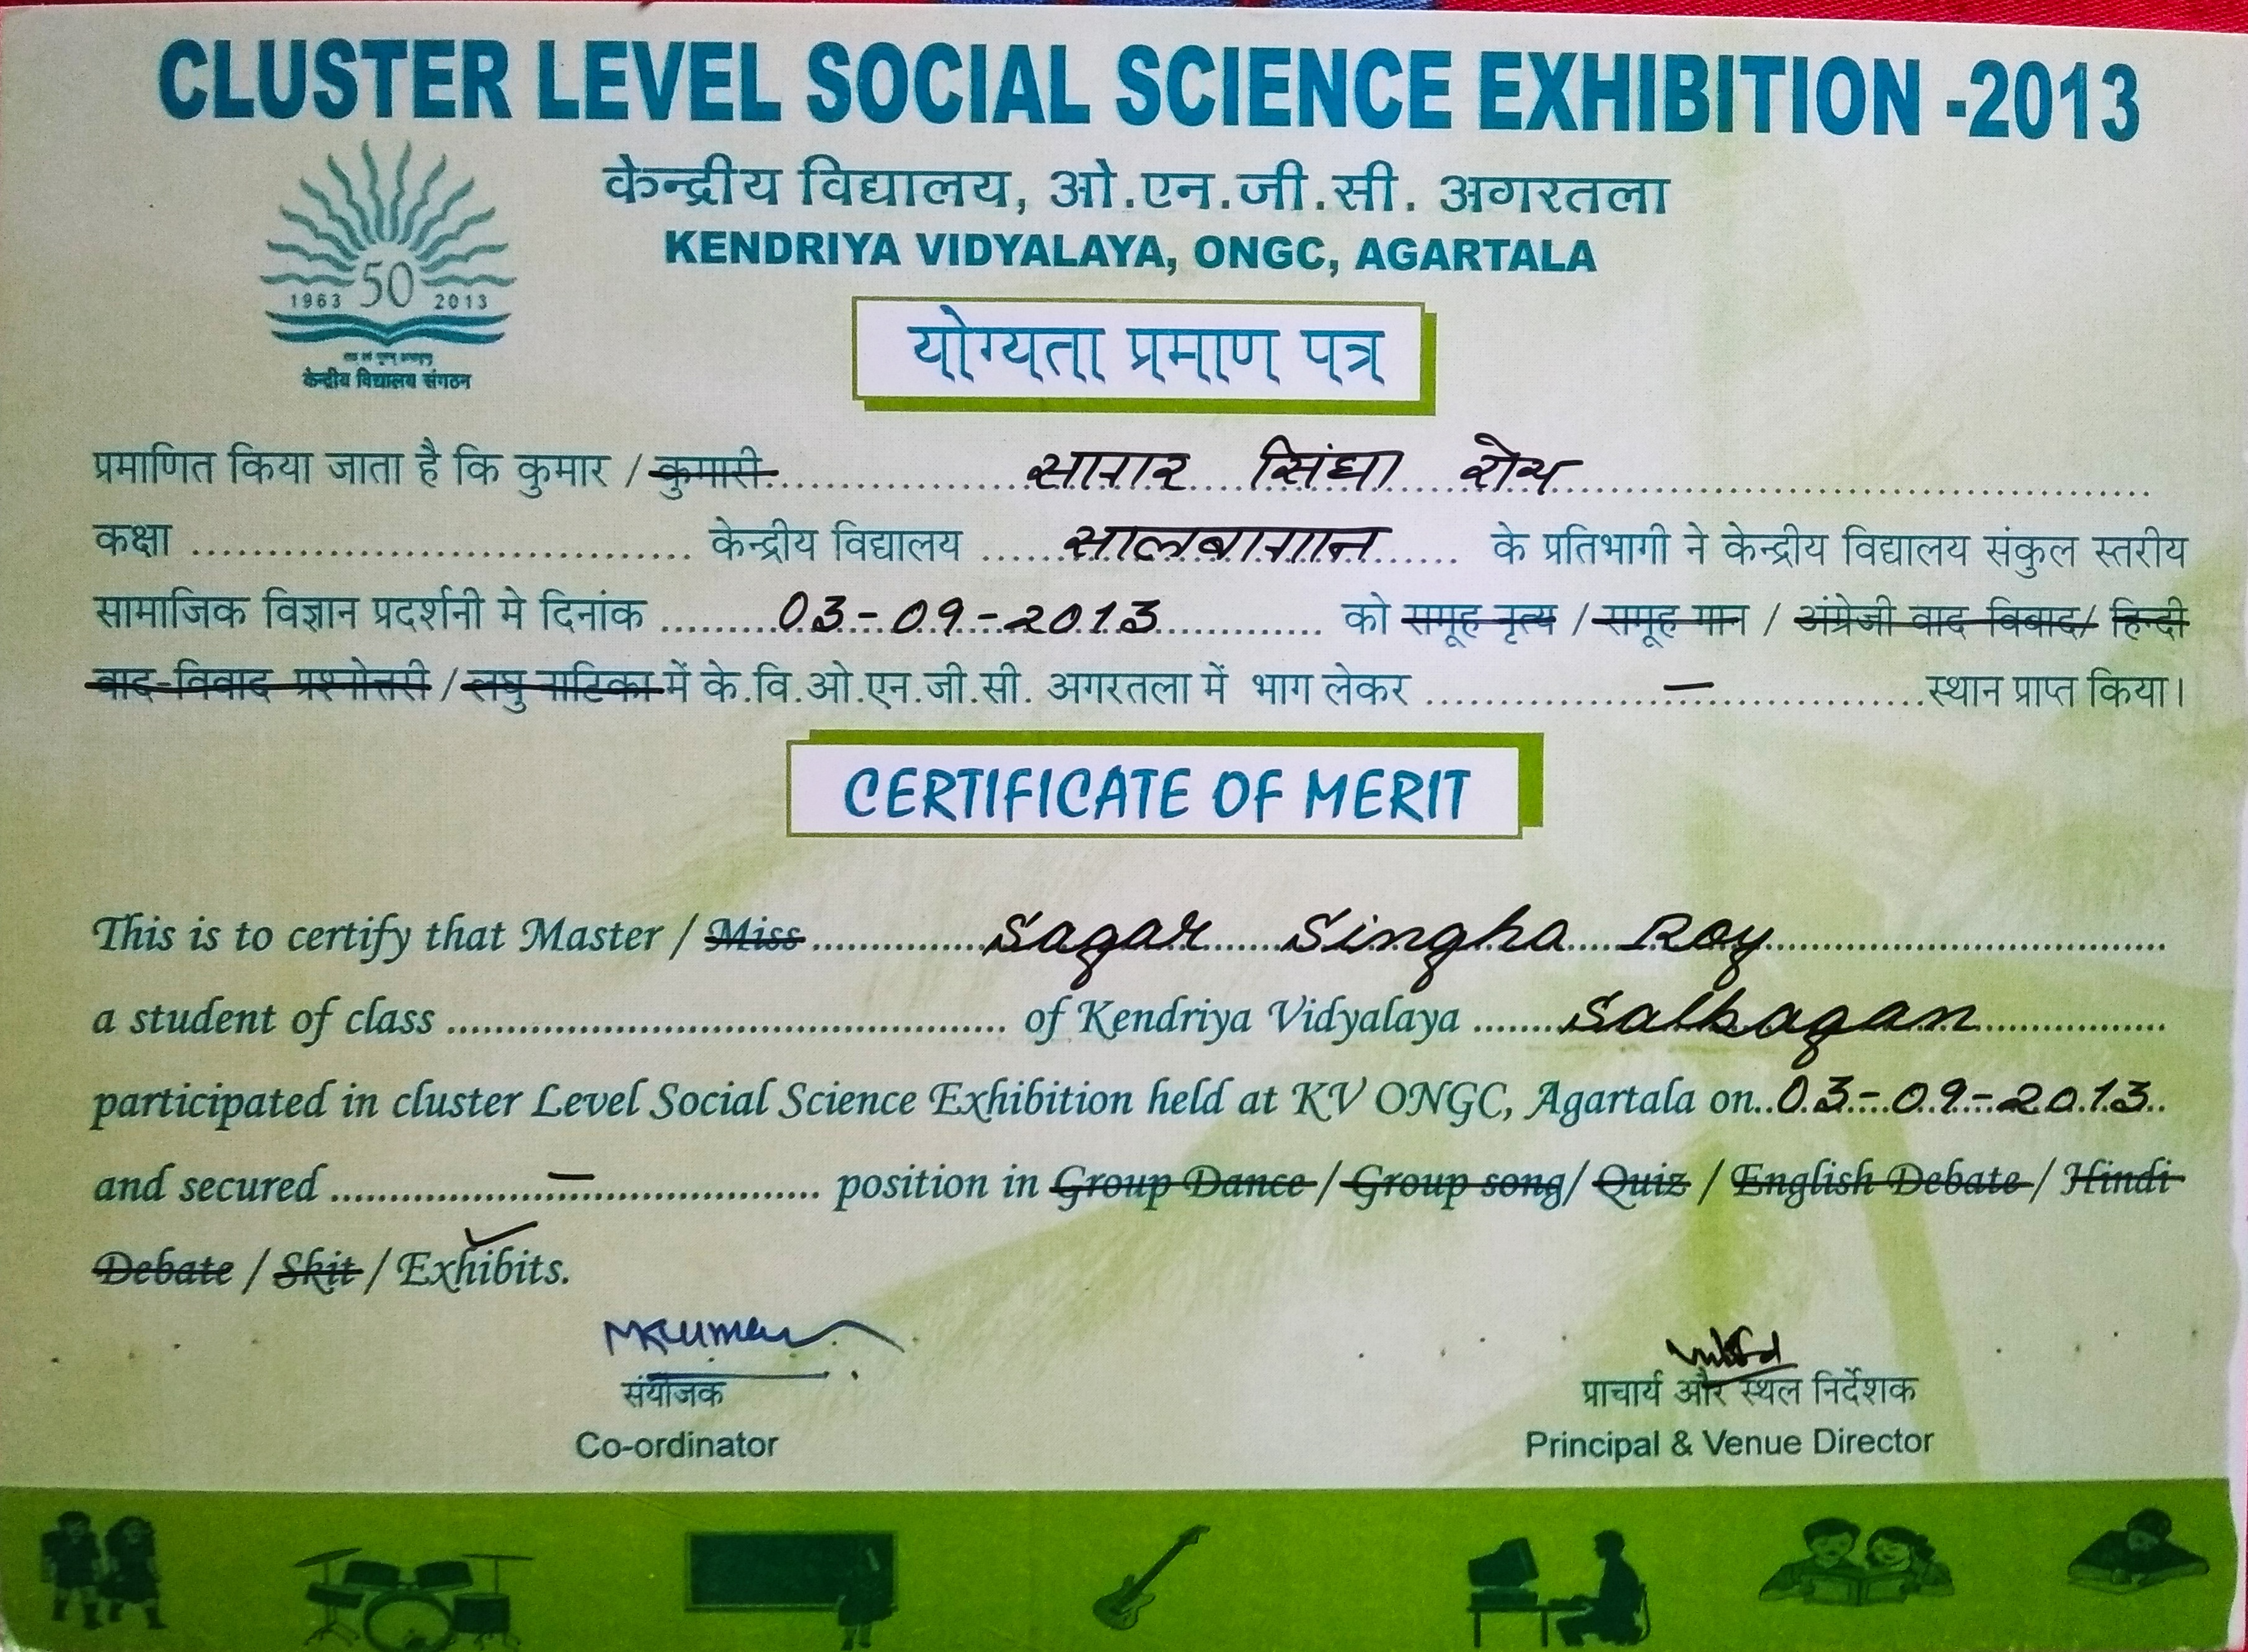 CLUSTER LEVEL SOCIAL SCIENCE EXHIBITION -2013
केन्द्रीय विद्यालय, ओ.एन.जी.सी. अगरतला
KENDRIYA VIDYALAYA, ONGC, AGARTALA
1963 50 2013
केन्द्रीय विद्यालय संगठन
योग्यता प्रमाण पत्र
प्रमाणित किया जाता है कि कुमार / कुमारी सागर सिंघा रोय
कक्षा केन्द्रीय विद्यालय सालबागान के प्रतिभागी ने केन्द्रीय विद्यालय संकुल स्तरीय
सामाजिक विज्ञान प्रदर्शनी मे दिनांक 03-09-2013 को समूह नृत्य / समूह गान / अंग्रेजी वाद विवाद/ हिन्दी
वाद-विवाद प्रश्नोत्तरी / लघु नाटिका में के.वि.ओ.एन.जी.सी. अगरतला में भाग लेकर – स्थान प्राप्त किया।
CERTIFICATE OF MERIT
This is to certify that Master / Miss Sagar Singha Roy
a student of class of Kendriya Vidyalaya Salbagan
participated in cluster Level Social Science Exhibition held at KV ONGC, Agartala on 03-09-2013
and secured – position in Group Dance / Group song/ Quiz / English Debate / Hindi
Debate / Skit / Exhibits.
संयोजक
Co-ordinator
प्राचार्य और स्थल निर्देशक
Principal & Venue Director